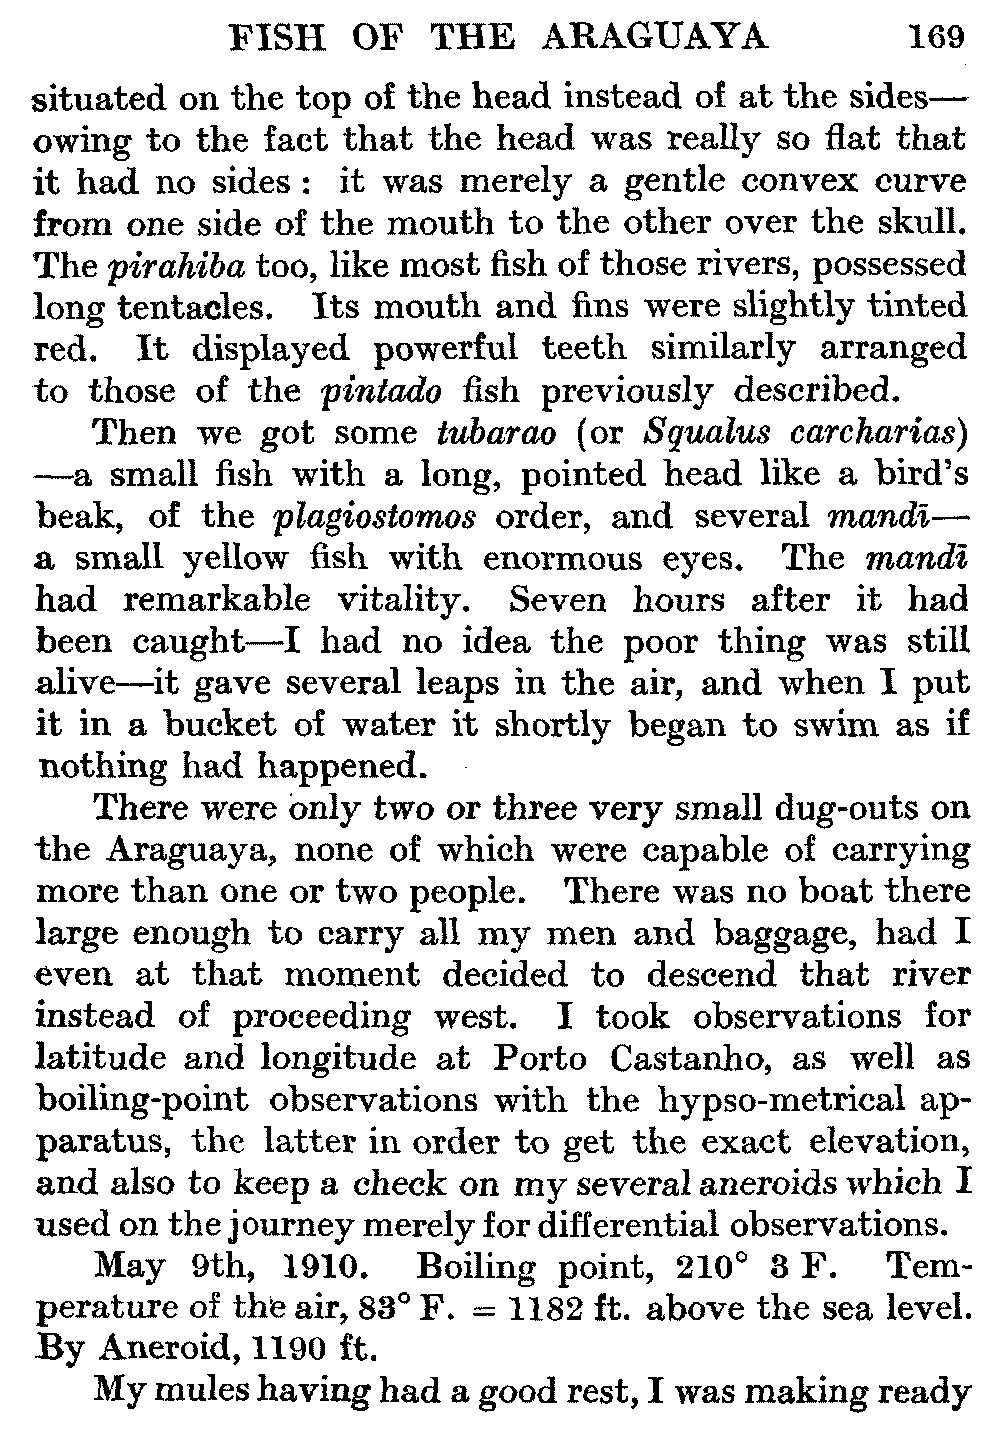 FISH OF THE ARAGUAYA 169
situated on the top of the head instead of at the sides—
owing to the fact that the head was really so flat that
it had no sides : it was merely a gentle convex curve
from one side of the mouth to the other over the skull.
The pirahiba too, like most fish of those rivers, possessed
long tentacles. Its mouth and fins were slightly tinted
red. It displayed powerful teeth similarly arranged
to those of the pintado fish previously described.
Then we got some tubarao (or Squalus carcharias)
—a small fish with a long, pointed head like a bird's
beak, of the plagiostomos order, and several mandī—
a small yellow fish with enormous eyes. The mandī
had remarkable vitality. Seven hours after it had
been caught—I had no idea the poor thing was still
alive—it gave several leaps in the air, and when I put
it in a bucket of water it shortly began to swim as if
nothing had happened.
There were only two or three very small dug-outs on
the Araguaya, none of which were capable of carrying
more than one or two people. There was no boat there
large enough to carry all my men and baggage, had I
even at that moment decided to descend that river
instead of proceeding west. I took observations for
latitude and longitude at Porto Castanho, as well as
boiling-point observations with the hypso-metrical ap-
paratus, the latter in order to get the exact elevation,
and also to keep a check on my several aneroids which I
used on the journey merely for differential observations.
May 9th, 1910. Boiling point, 210° 3 F. Tem-
perature of the air, 83° F. = 1182 ft. above the sea level.
By Aneroid, 1190 ft.
My mules having had a good rest, I was making ready